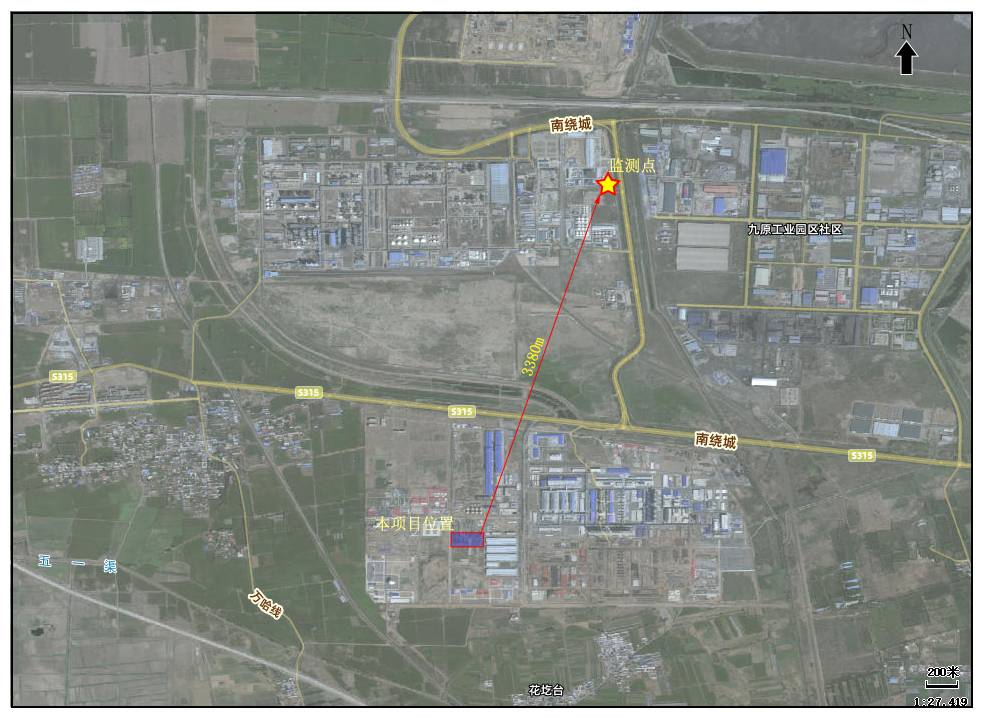 N
南绕城
监测点
九原工业园区社区
3380m
S315
S315
S315
南绕城
S315
本项目位置
五一渠
万哈线
花圪台
200米
1:27,419